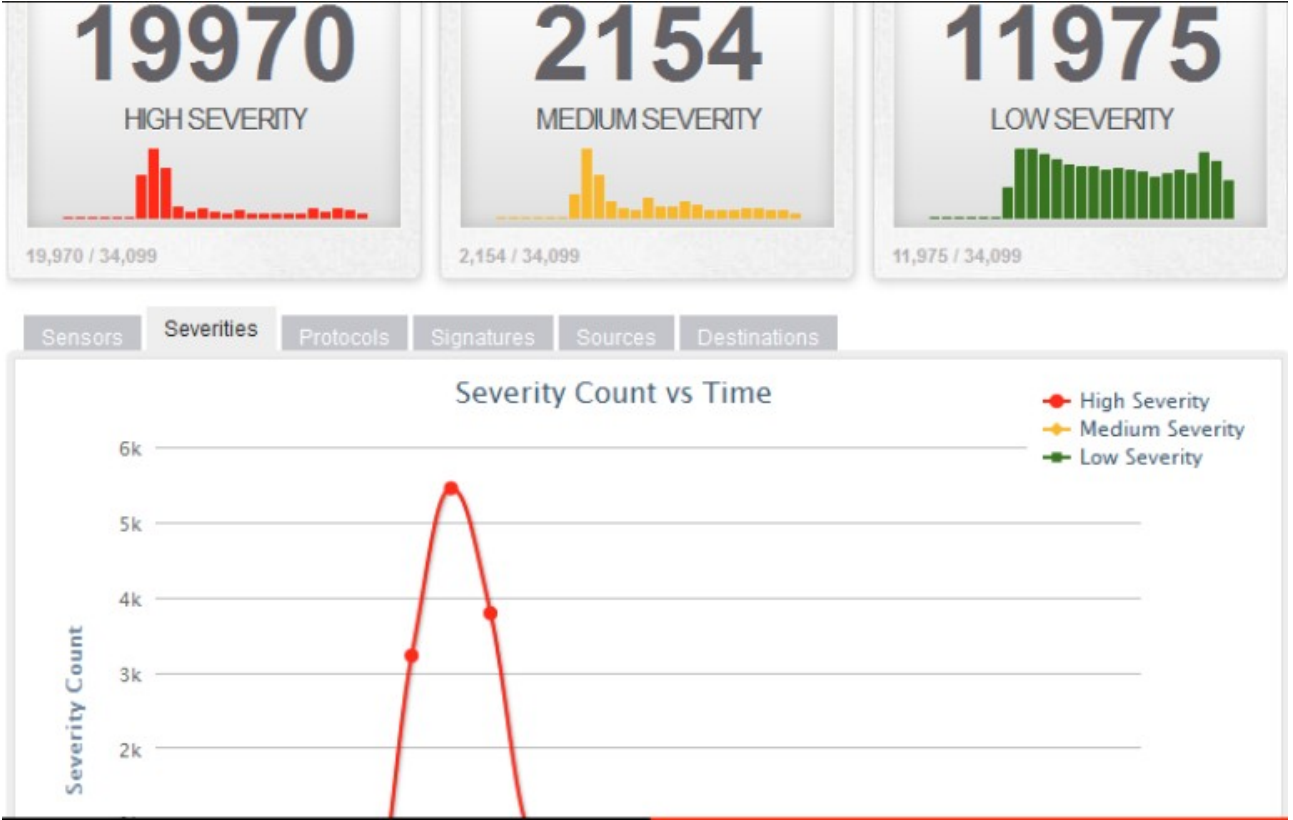 19970
2154
11975
HIGH SEVERITY
MEDIUM SEVERITY
LOW SEVERITY
19,970 / 34,099
2,154 / 34,099
11,975 / 34,099
Sensors
Severities
Protocols
Signatures
Sources
Destinations
Severity Count vs Time
High Severity
Medium Severity
Low Severity
6k
5k
4k
3k
2k
Severity Count